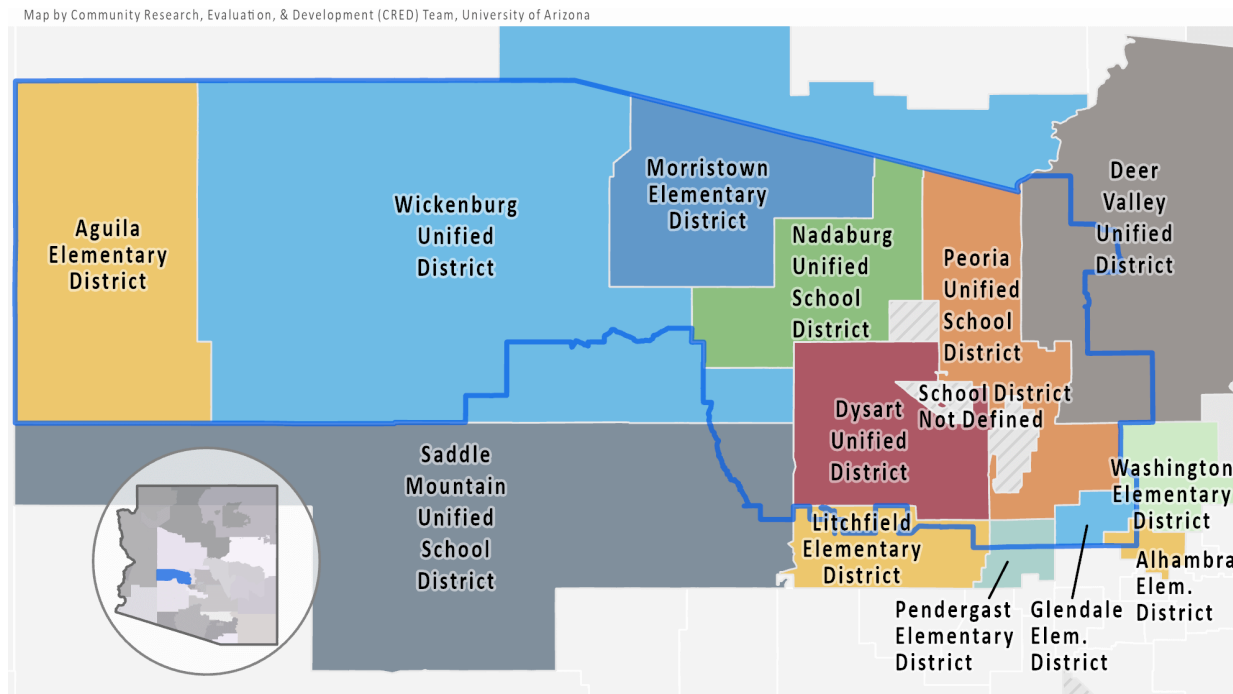 Map by Community Research, Evaluation, & Development (CRED) Team, University of Arizona
Aguila
Elementary
District
Wickenburg
Unified
District
Morristown
Elementary
District
Nadaburg
Unified
School
District
Peoria
Unified
School
District
Deer
Valley
Unified
District
School District
Not Defined
Dysart
Unified
District
Saddle
Mountain
Unified
School
District
Litchfield
Elementary
District
Washington
Elementary
District
Alhambra
Elem.
District
Pendergast
Elementary
District
Glendale
Elem.
District